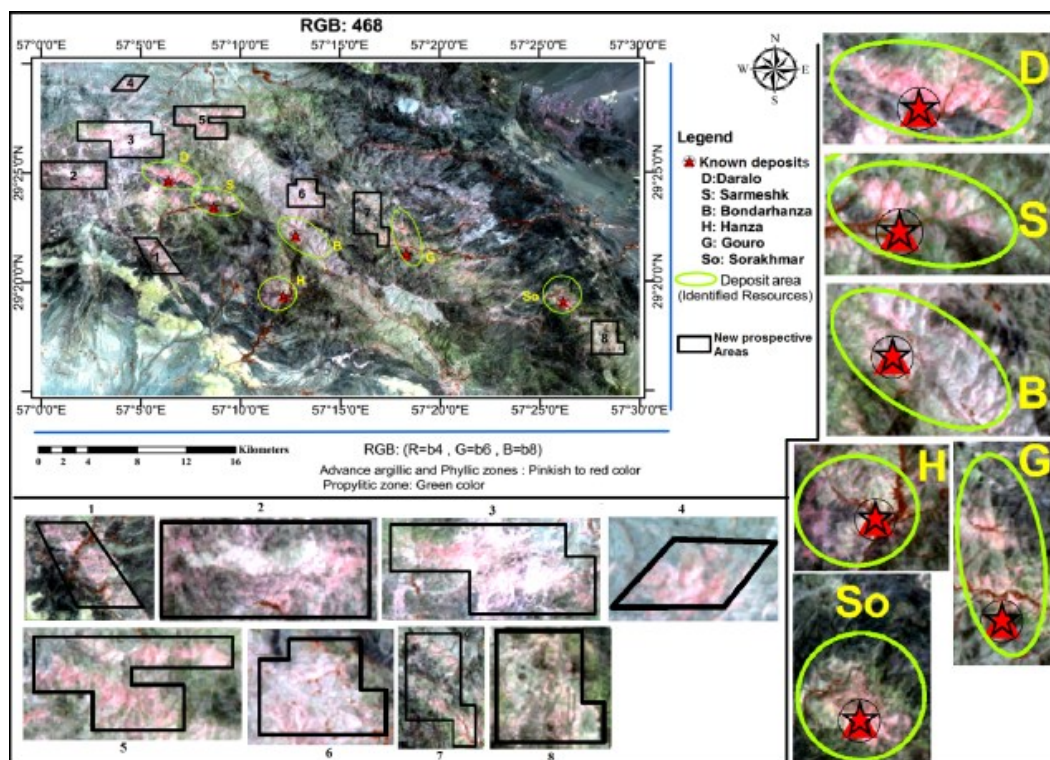 RGB: 468
57°0'0"E 57°5'0"E 57°10'0"E 57°15'0"E 57°20'0"E 57°25'0"E 57°30'0"E
29°25'0"N
29°20'0"N
29°25'0"N
29°20'0"N
57°0'0"E 57°5'0"E 57°10'0"E 57°15'0"E 57°20'0"E 57°25'0"E 57°30'0"E
4
5
3
2
D
S
6
7
1
B
G
H
So
8
N
W E
S
Legend
Known deposits
D:Daralo
S: Sarmeshk
B: Bondarhanza
H: Hanza
G: Gouro
So: Sorakhmar
Deposit area
(Identified Resources)
New prospective
Areas
0 2 4 8 12 16 Kilometers
RGB: (R=b4 , G=b6 , B=b8)
Advance argillic and Phyllic zones : Pinkish to red color
Propylitic zone: Green color
D
S
B
H
G
So
1
2
3
4
5
6
7
8